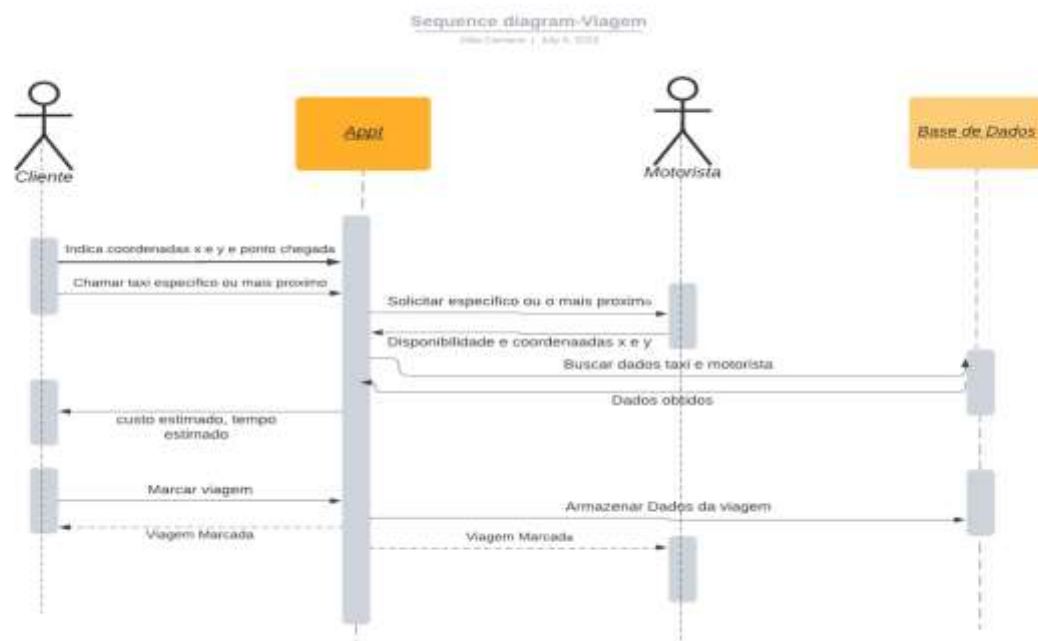 Sequence diagram-Viagem
Cliente
App!
Motorista
Base de Dados
Indica coordenadas x e y e ponto chegada
Chamar taxi especifico ou mais proximo
Solicitar especifico ou o mais proximo
Disponibilidade e coordenaadas x e y
Buscar dados taxi e motorista
Dados obtidos
custo estimado, tempo
estimado
Marcar viagem
Armazenar Dados da viagem
Viagem Marcada
Viagem Marcada